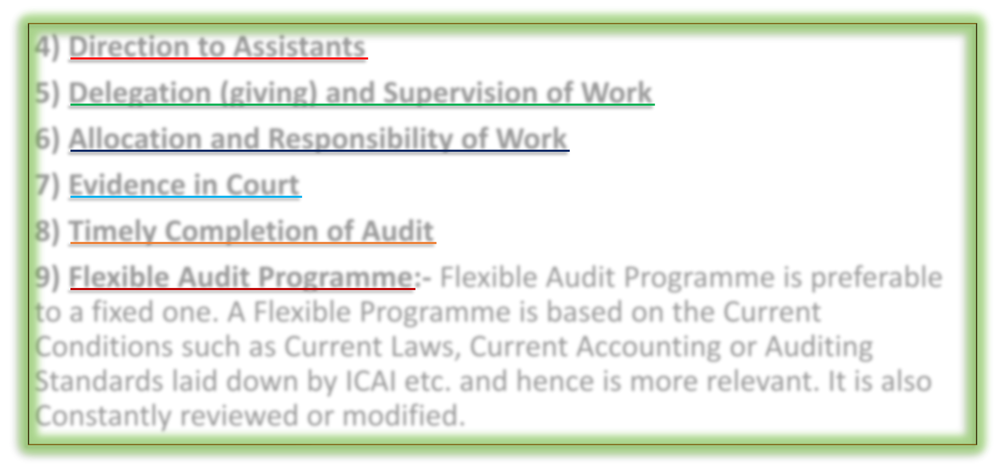 4) Direction to Assistants
5) Delegation (giving) and Supervision of Work
6) Allocation and Responsibility of Work
7) Evidence in Court
8) Timely Completion of Audit
9) Flexible Audit Programme:- Flexible Audit Programme is preferable
to a fixed one. A Flexible Programme is based on the Current
Conditions such as Current Laws, Current Accounting or Auditing
Standards laid down by ICAI etc. and hence is more relevant. It is also
Constantly reviewed or modified.